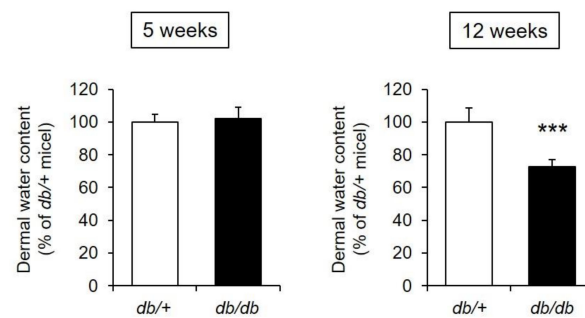 5 weeks
Dermal water content
(% of db/+ micel)
120
100
80
60
40
20
0
db/+ db/db
12 weeks
Dermal water content
(% of db/+ micel)
120
100
80
60
40
20
0
***
db/+ db/db